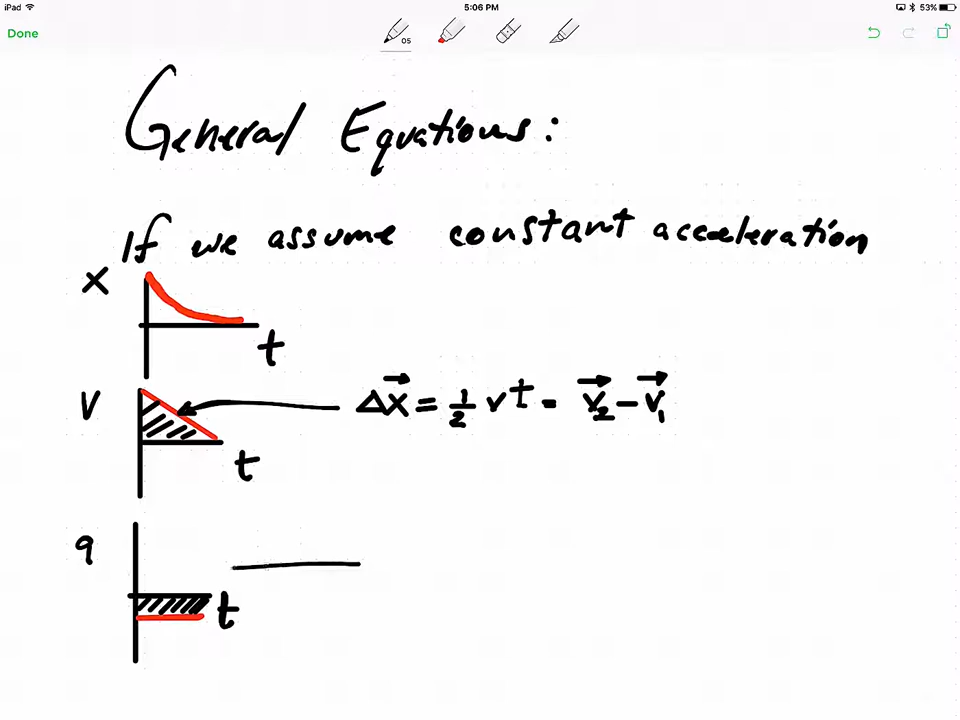 iPad 5:06 PM 53%
Done 05
General Equations:
If we assume constant acceleration
X
t
V
Δx⃗ = 1/2 vt = v⃗₂ - v⃗₁
t
a
t